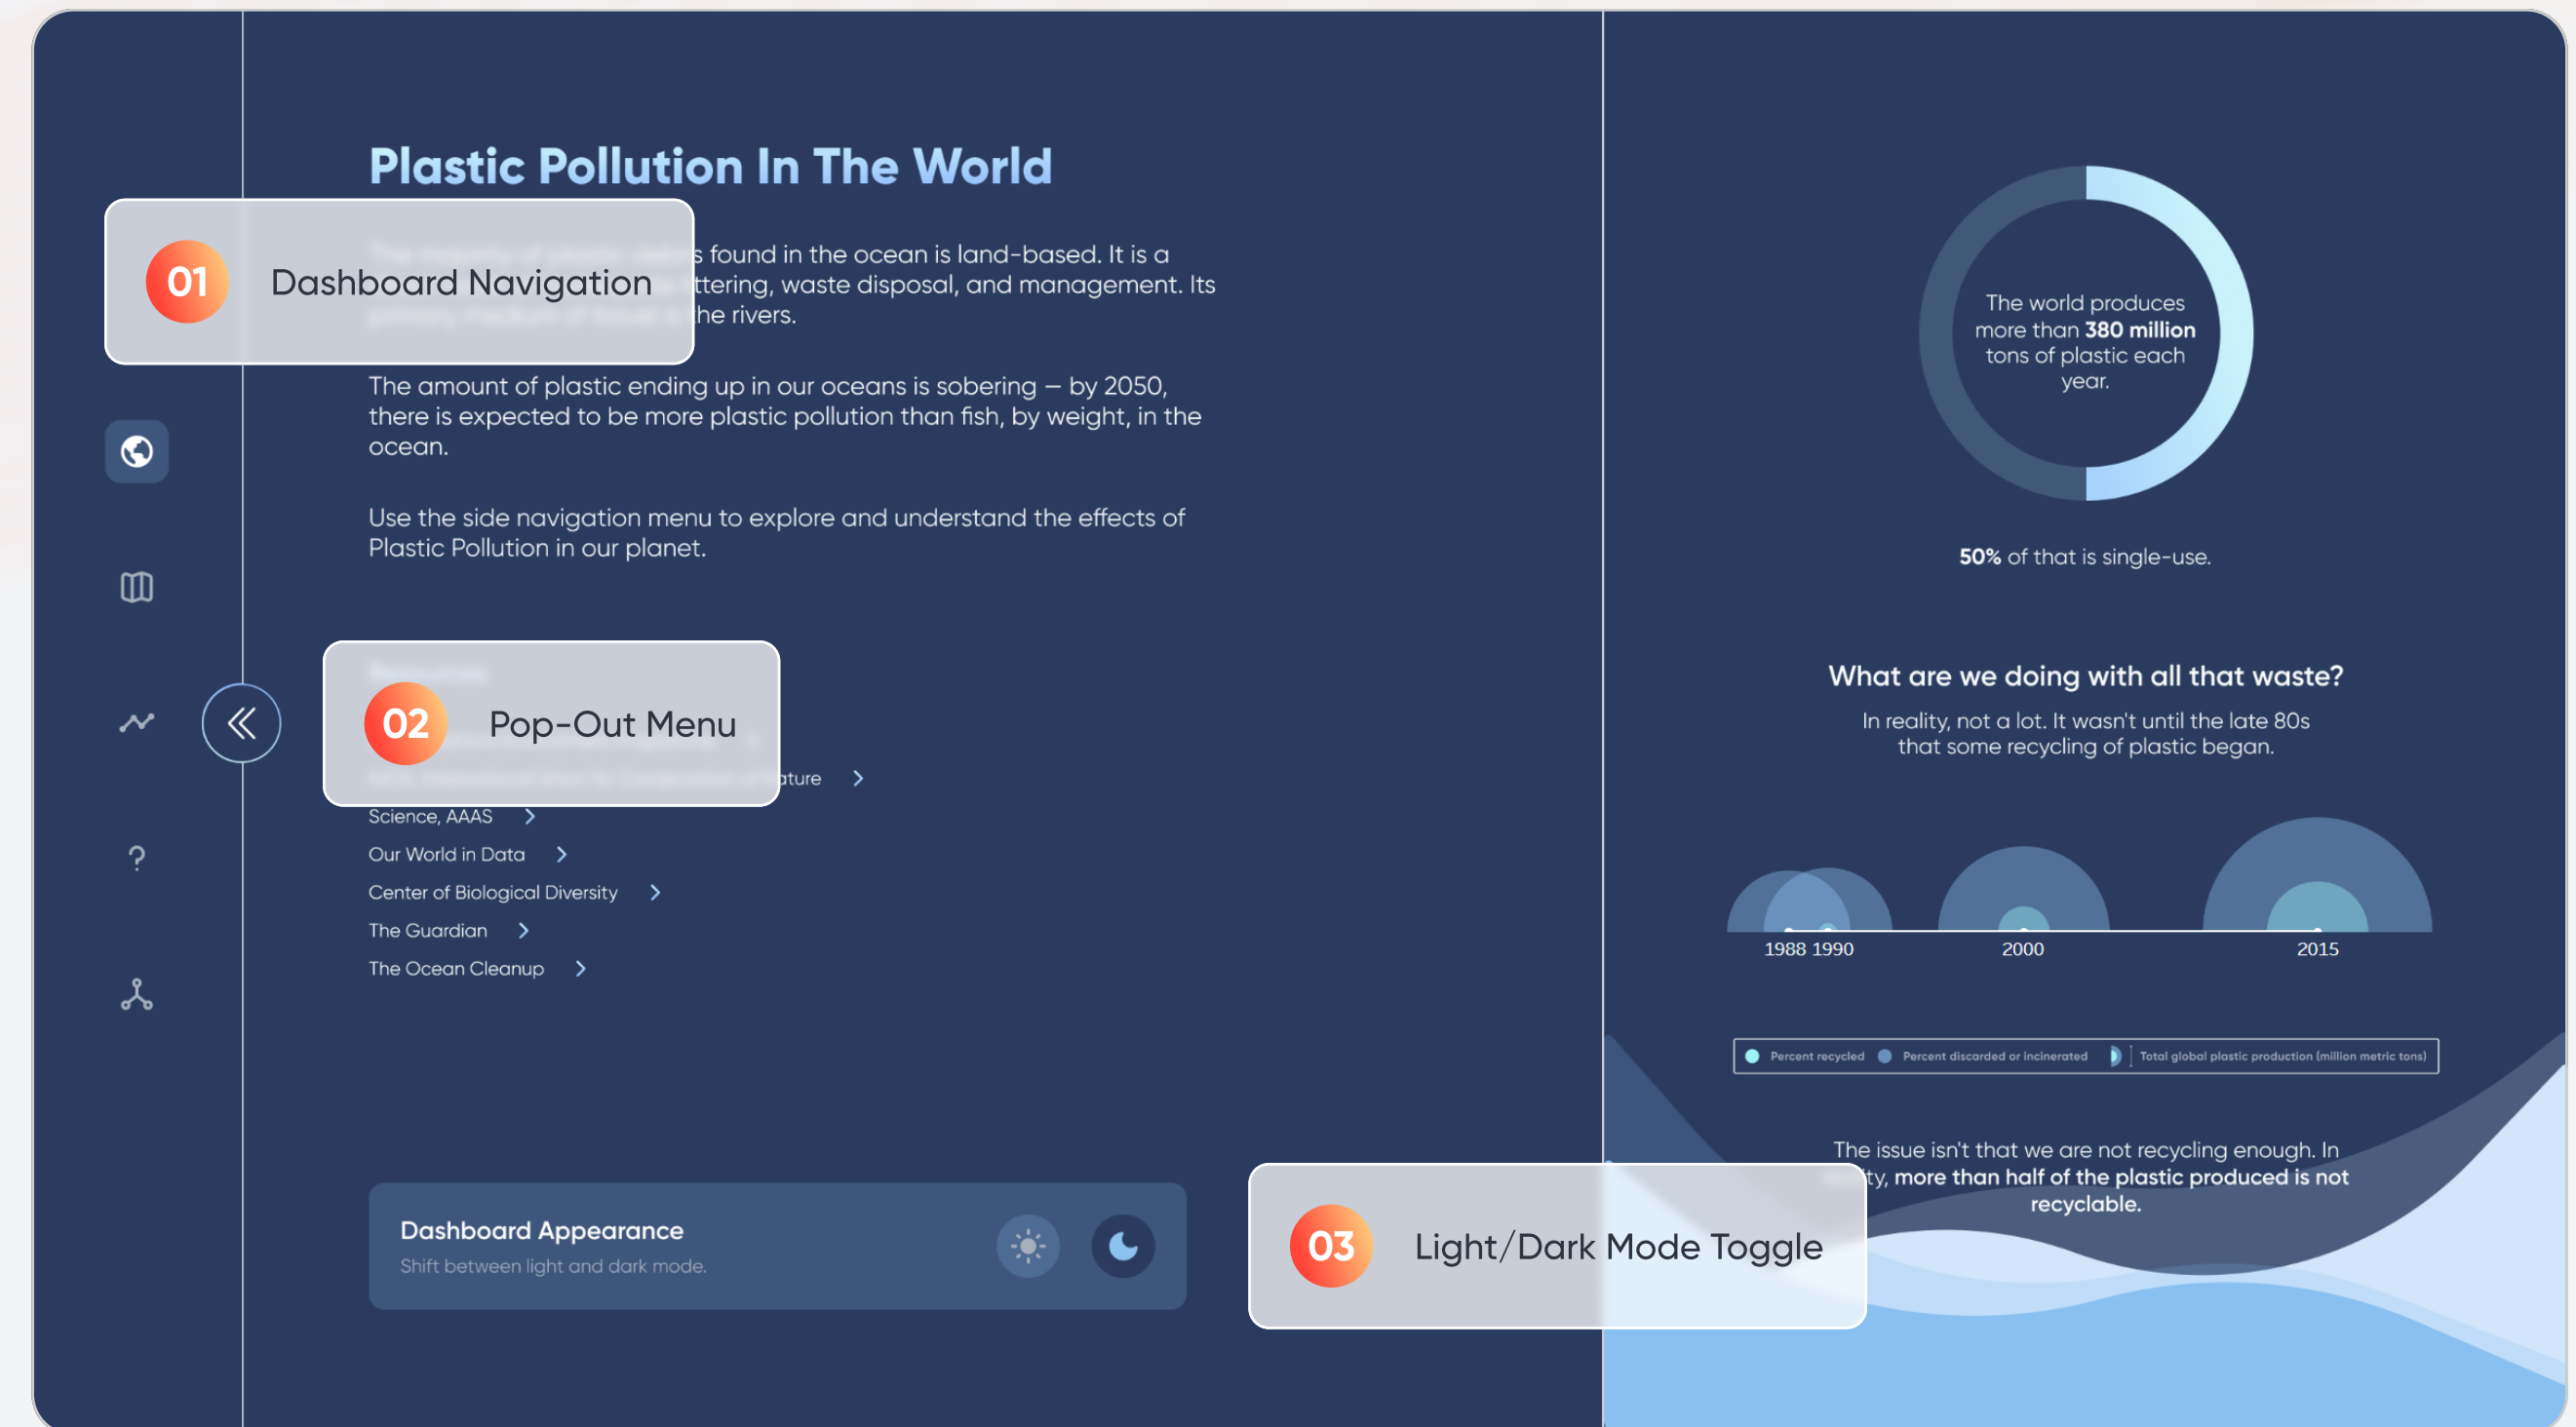 Plastic Pollution In The World
01 Dashboard Navigation
found in the ocean is land-based. It is a
waste disposal, and management. Its
the rivers.
The amount of plastic ending up in our oceans is sobering — by 2050,
there is expected to be more plastic pollution than fish, by weight, in the
ocean.
Use the side navigation menu to explore and understand the effects of
Plastic Pollution in our planet.
02 Pop-Out Menu
Science, AAAS
Our World in Data
Center of Biological Diversity
The Guardian
The Ocean Cleanup
Dashboard Appearance
Shift between light and dark mode.
03 Light/Dark Mode Toggle
The world produces
more than 380 million
tons of plastic each
year.
50% of that is single-use.
What are we doing with all that waste?
In reality, not a lot. It wasn't until the late 80s
that some recycling of plastic began.
1988 1990 2000 2015
Percent recycled Percent discarded or incinerated Total global plastic production (million metric tons)
The issue isn't that we are not recycling enough. In
more than half of the plastic produced is not
recyclable.